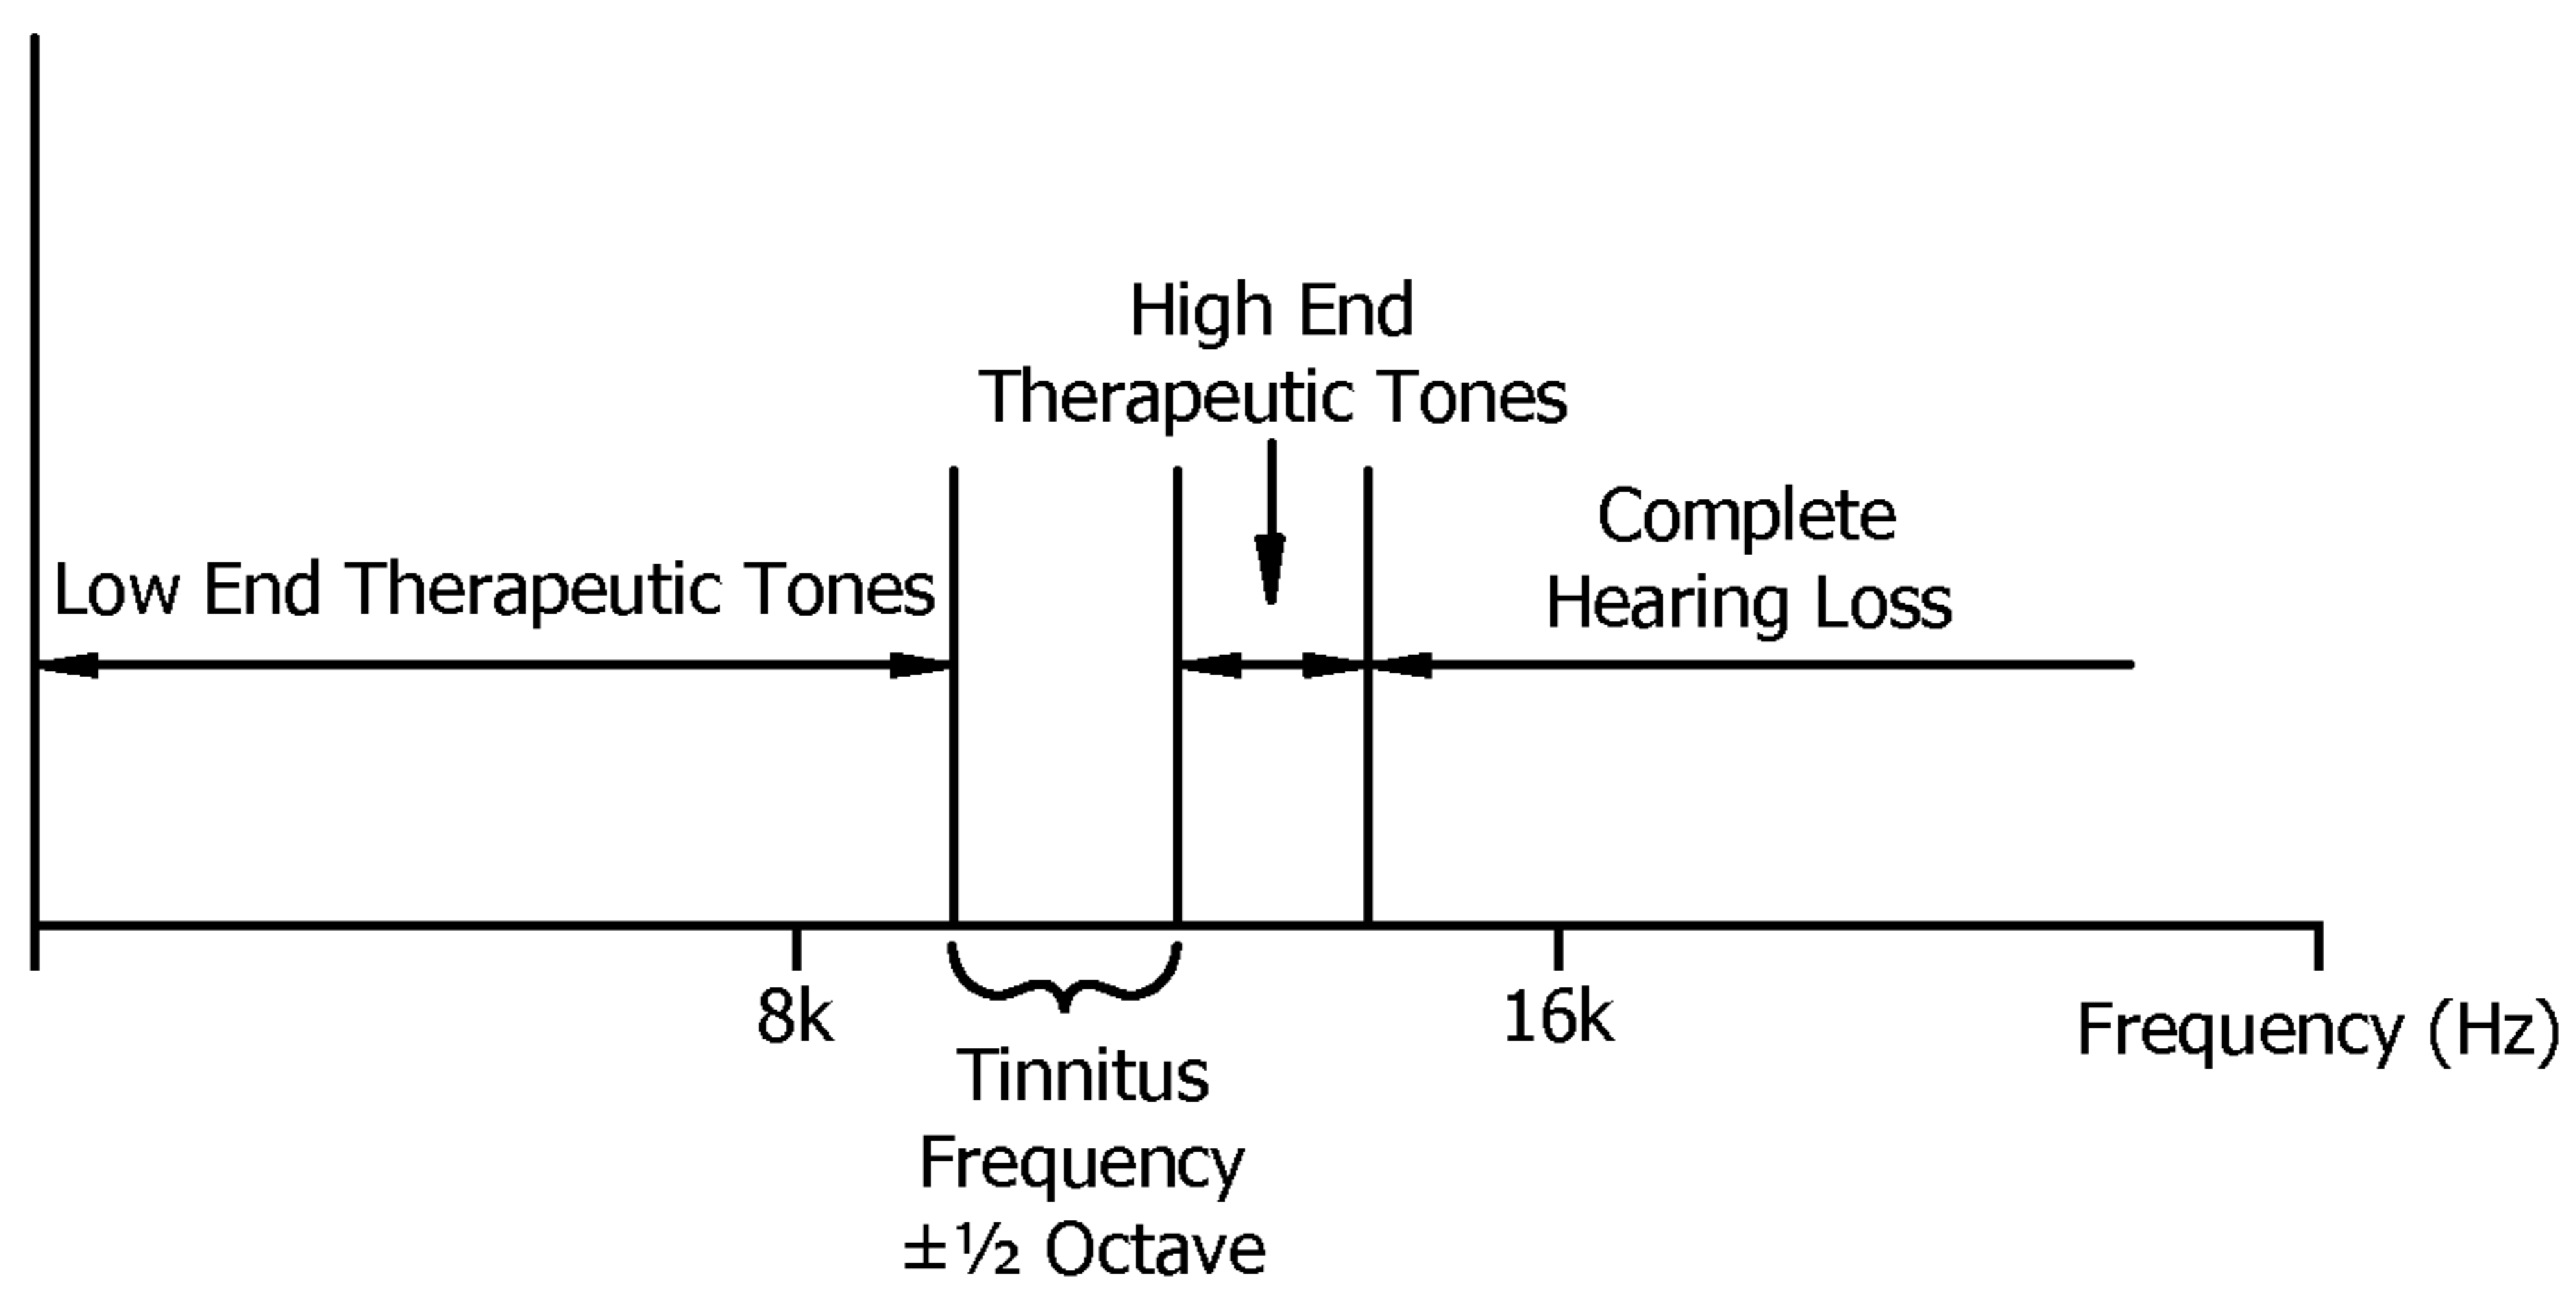 High End
Therapeutic Tones
Complete
Hearing Loss
Low End Therapeutic Tones
8k
16k
Frequency (Hz)
Tinnitus
Frequency
±½ Octave